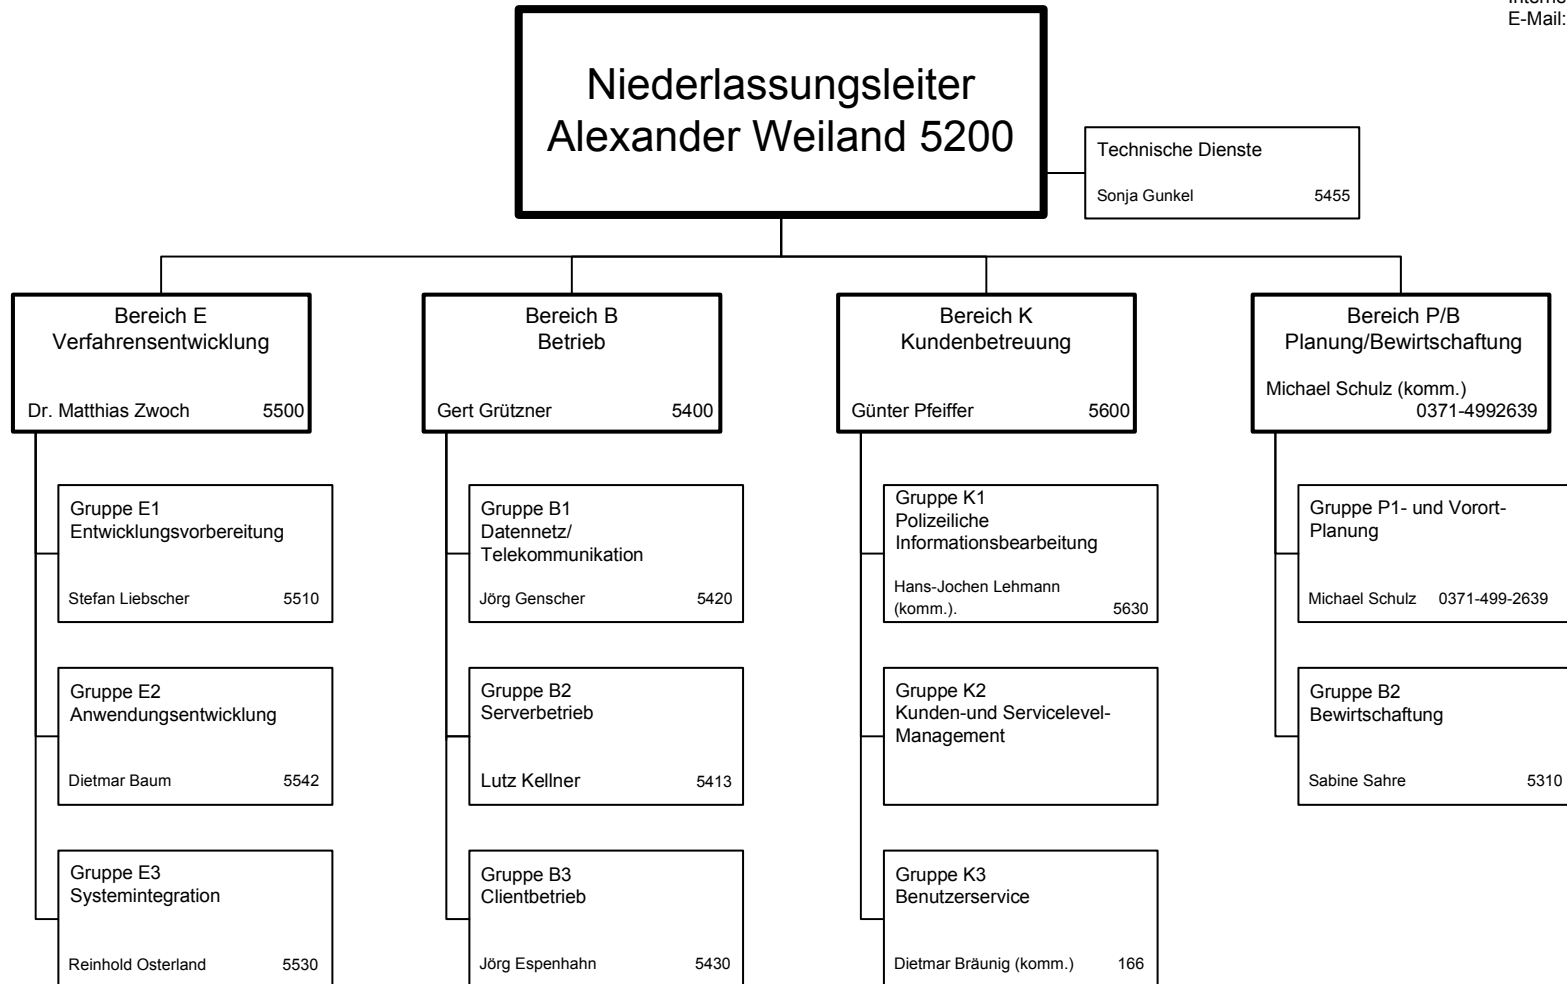 E-Mail:
Niederlassungsleiter
Alexander Weiland 5200
Technische Dienste
Sonja Gunkel 5455
Bereich E
Verfahrensentwicklung
Dr. Matthias Zwoch 5500
Bereich B
Betrieb
Gert Grützner 5400
Bereich K
Kundenbetreuung
Günter Pfeiffer 5600
Bereich P/B
Planung/Bewirtschaftung
Michael Schulz (komm.)
0371-4992639
Gruppe E1
Entwicklungsvorbereitung
Stefan Liebscher 5510
Gruppe B1
Datennetz/
Telekommunikation
Jörg Genscher 5420
Gruppe K1
Polizeiliche
Informationsbearbeitung
Hans-Jochen Lehmann
(komm.). 5630
Gruppe P1- und Vorort-
Planung
Michael Schulz 0371-499-2639
Gruppe E2
Anwendungsentwicklung
Dietmar Baum 5542
Gruppe B2
Serverbetrieb
Lutz Kellner 5413
Gruppe K2
Kunden-und Servicelevel-
Management
Gruppe B2
Bewirtschaftung
Sabine Sahre 5310
Gruppe E3
Systemintegration
Reinhold Osterland 5530
Gruppe B3
Clientbetrieb
Jörg Espenhahn 5430
Gruppe K3
Benutzerservice
Dietmar Bräunig (komm.) 166